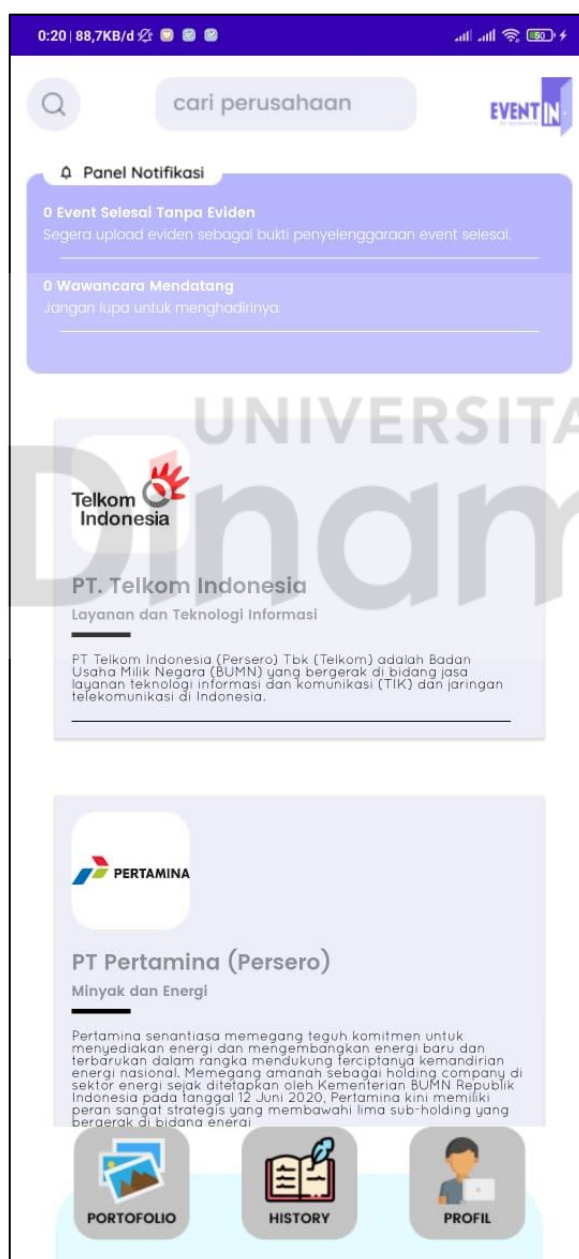 0:20 | 88,7KB/d
50
cari perusahaan
EVENTIN
Panel Notifikasi
0 Event Selesai Tanpa Eviden
Segera upload eviden sebagai bukti penyelenggaraan event selesai.
0 Wawancara Mendatang
Jangan lupa untuk menghadirinya.
UNIVERSITA
Dinam
Telkom
Indonesia
PT. Telkom Indonesia
Layanan dan Teknologi Informasi
PT Telkom Indonesia (Persero) Tbk (Telkom) adalah Badan
Usaha Milik Negara (BUMN) yang bergerak di bidang jasa
layanan teknologi informasi dan komunikasi (TIK) dan jaringan
telekomunikasi di Indonesia.
PERTAMINA
PT Pertamina (Persero)
Minyak dan Energi
Pertamina senantiasa memegang teguh komitmen untuk
menyediakan energi dan mengembangkan energi baru dan
terbarukan dalam rangka mendukung terciptanya kemandirian
energi nasional. Memegang amanah sebagai holding company di
sektor energi sejak ditetapkan oleh Kementerian BUMN Republik
Indonesia pada tanggal 12 Juni 2020, Pertamina kini memiliki
peran sangat strategis yang membawahi lima sub-holding yang
bergerak di bidang energi
PORTOFOLIO
HISTORY
PROFIL